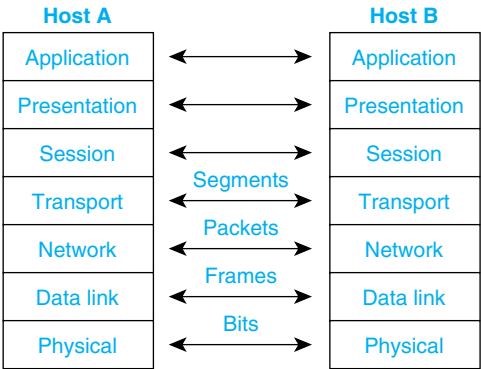 Host A Host B
Application Application
Presentation Presentation
Session Session
Segments
Transport Transport
Packets
Network Network
Frames
Data link Data link
Bits
Physical Physical